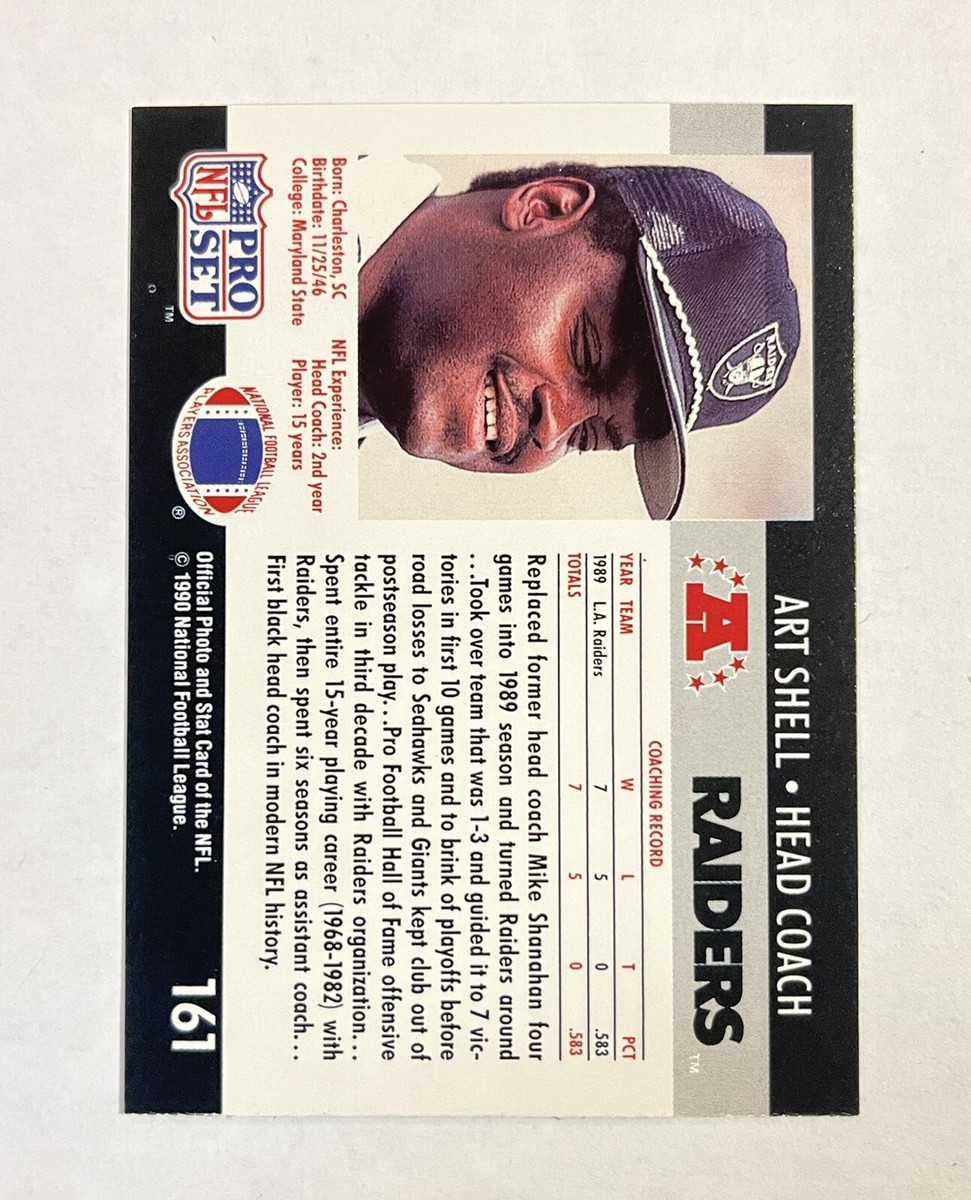 ART SHELL • HEAD COACH
RAIDERS™
A
RAIDERS
COACHING RECORD
YEAR TEAM W L T PCT
1989 L.A. Raiders 7 5 0 .583
TOTALS 7 5 0 .583
Replaced former head coach Mike Shanahan four
games into 1989 season and turned Raiders around
...Took over team that was 1-3 and guided it to 7 vic-
tories in first 10 games and to brink of playoffs before
road losses to Seahawks and Giants kept club out of
postseason play...Pro Football Hall of Fame offensive
tackle in third decade with Raiders organization...
Spent entire 15-year playing career (1968-1982) with
Raiders, then spent six seasons as assistant coach...
First black head coach in modern NFL history.
Born: Charleston, SC
Birthdate: 11/25/46
College: Maryland State
NFL Experience:
Head Coach: 2nd year
Player: 15 years
NFL PRO SET ™
NATIONAL FOOTBALL LEAGUE
PLAYERS ASSOCIATION ®
Official Photo and Stat Card of the NFL.
© 1990 National Football League.
161